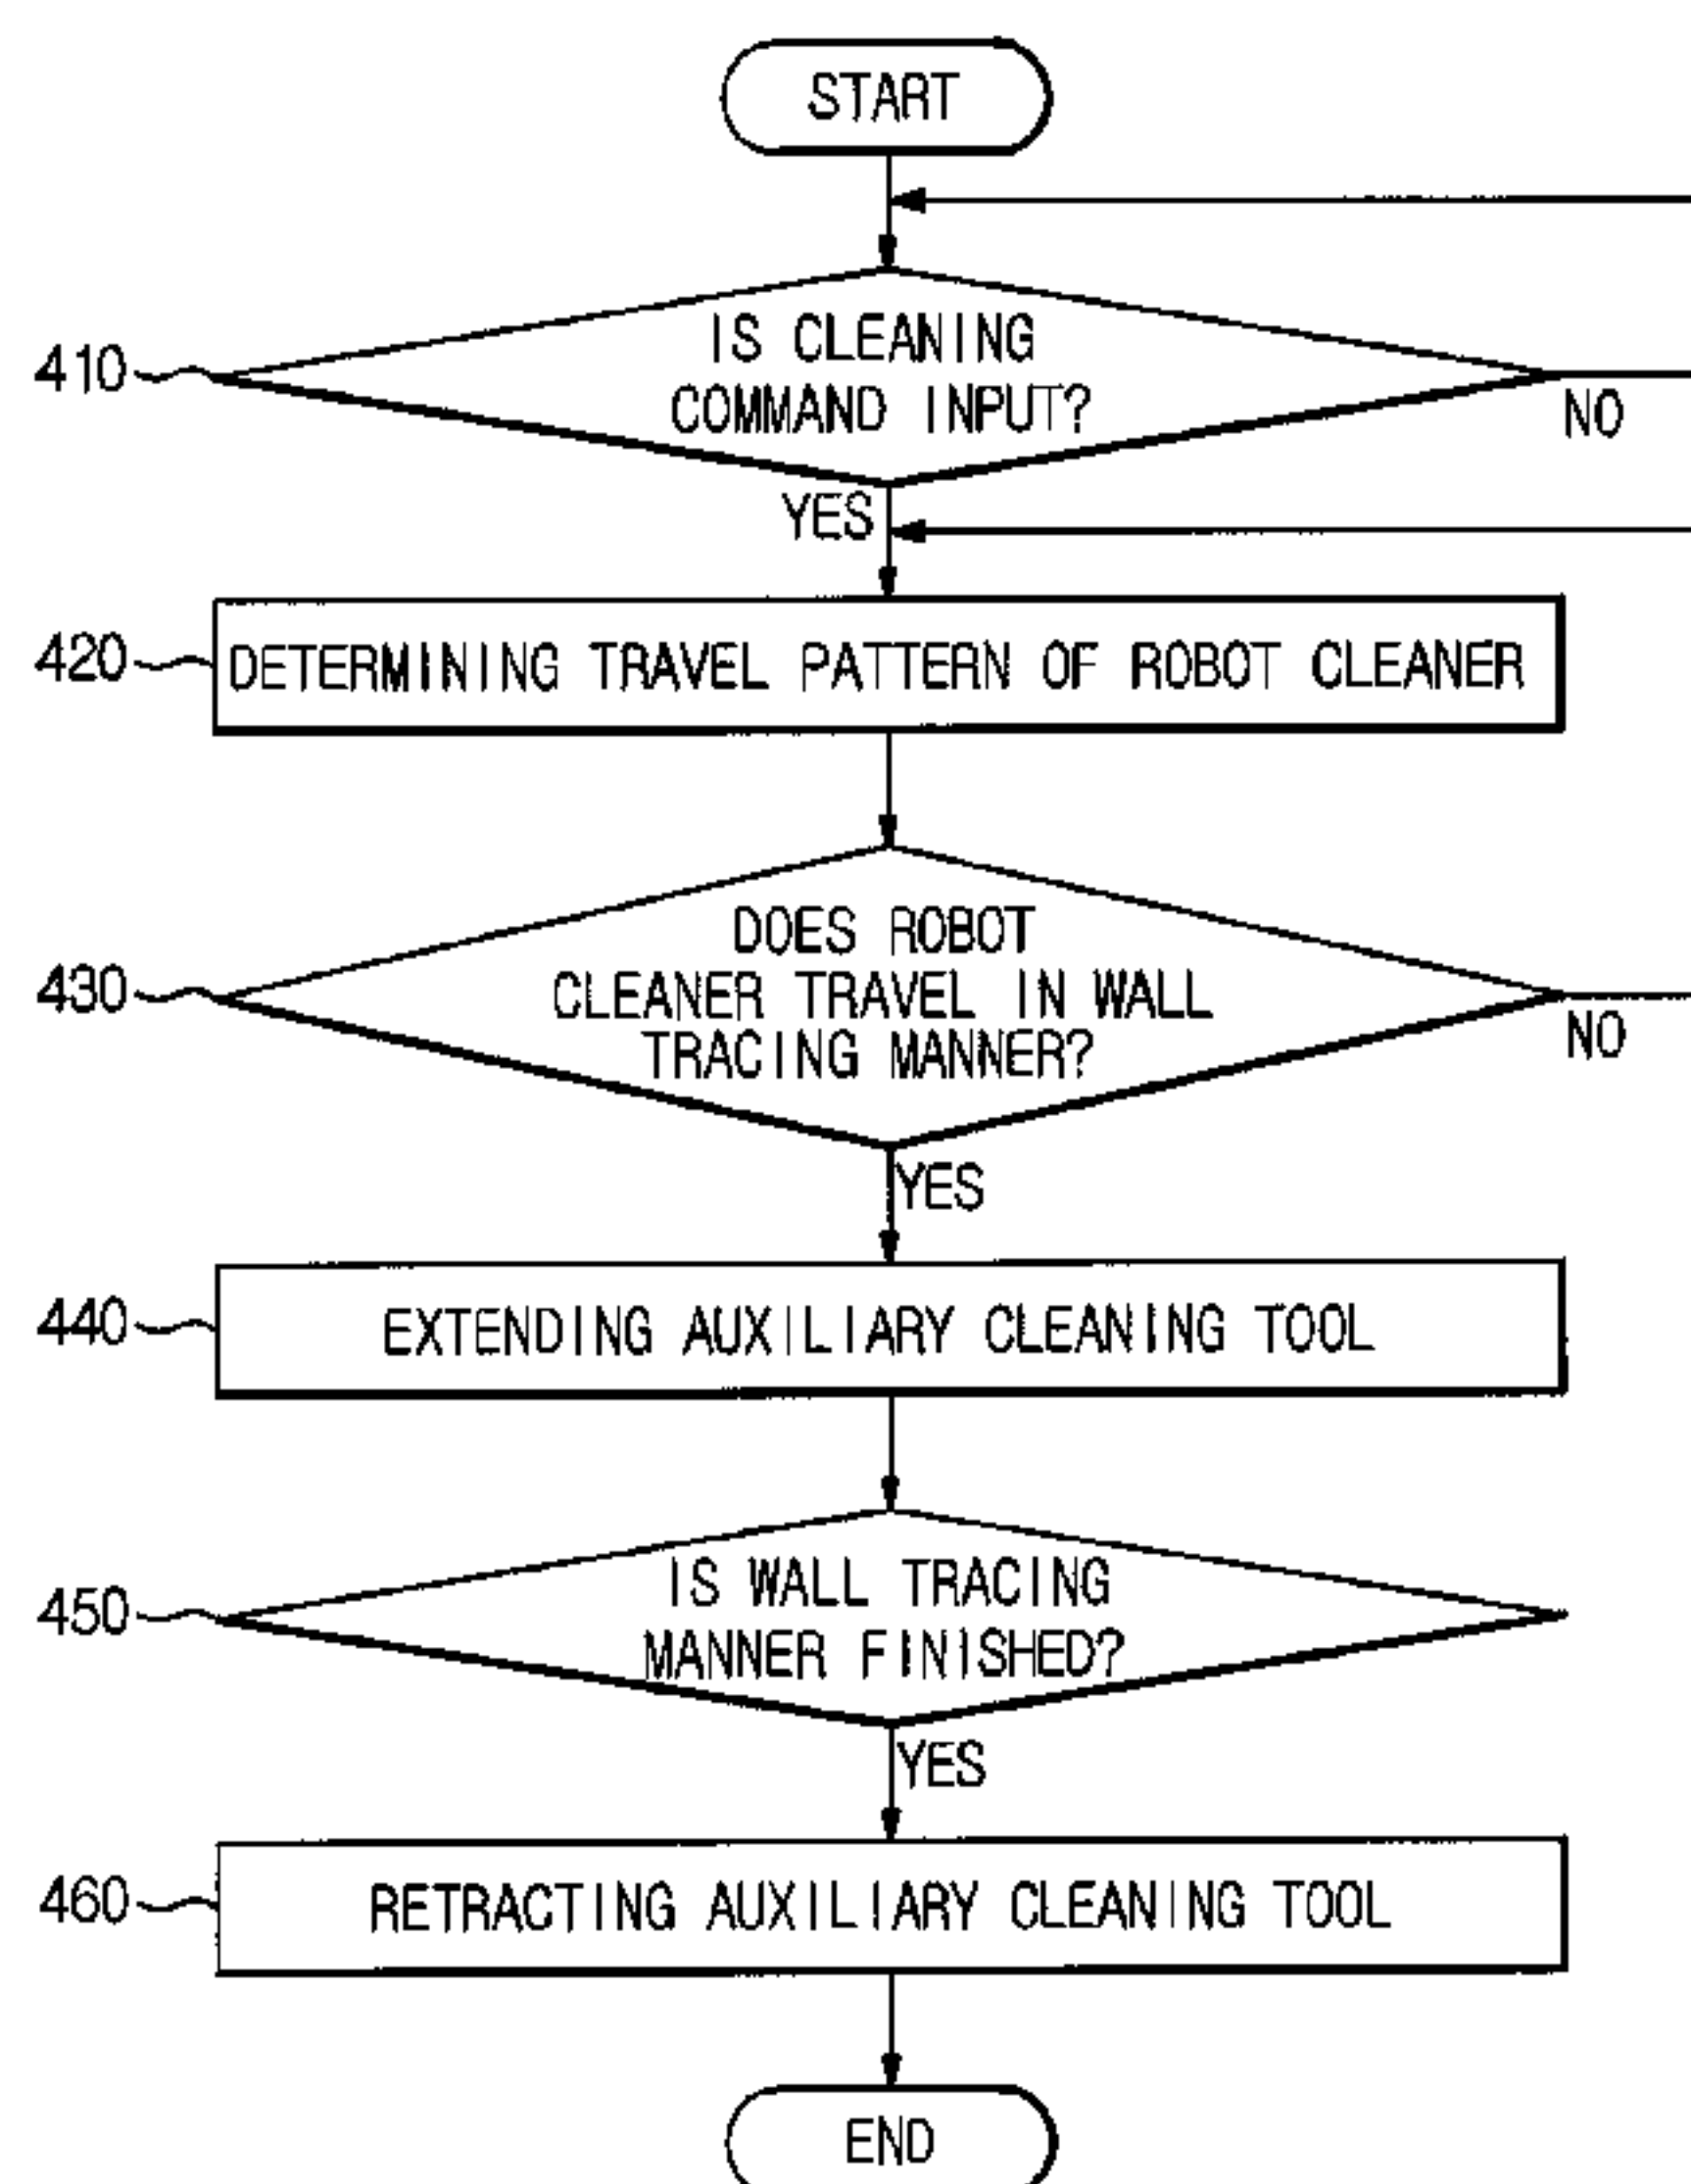 START
410
IS CLEANING
COMMAND INPUT?
NO
YES
420
DETERMINING TRAVEL PATTERN OF ROBOT CLEANER
430
DOES ROBOT
CLEANER TRAVEL IN WALL
TRACING MANNER?
NO
YES
440
EXTENDING AUXILIARY CLEANING TOOL
450
IS WALL TRACING
MANNER FINISHED?
YES
460
RETRACTING AUXILIARY CLEANING TOOL
END